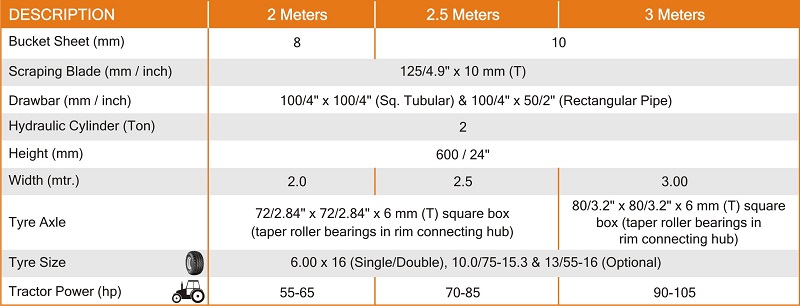 DESCRIPTION 2 Meters 2.5 Meters 3 Meters
Bucket Sheet (mm) 8 10
Scraping Blade (mm / inch) 125/4.9" x 10 mm (T)
Drawbar (mm / inch) 100/4" x 100/4" (Sq. Tubular) & 100/4" x 50/2" (Rectangular Pipe)
Hydraulic Cylinder (Ton) 2
Height (mm) 600 / 24"
Width (mtr.) 2.0 2.5 3.00
Tyre Axle
72/2.84" x 72/2.84" x 6 mm (T) square box
(taper roller bearings in rim connecting hub)
80/3.2" x 80/3.2" x 6 mm (T) square
box (taper roller bearings in
rim connecting hub)
Tyre Size 6.00 x 16 (Single/Double), 10.0/75-15.3 & 13/55-16 (Optional)
Tractor Power (hp) 55-65 70-85 90-105